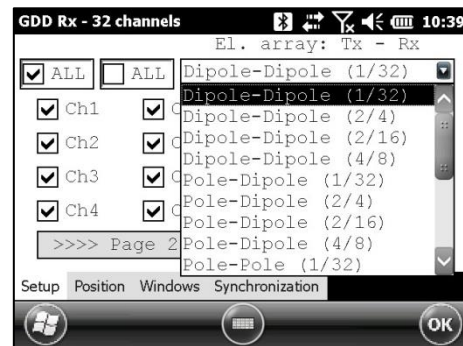 GDD Rx - 32 channels 10:39
El. array: Tx - Rx
ALL ALL Dipole-Dipole (1/32)
Dipole-Dipole (1/32)
Ch1 Dipole-Dipole (2/4)
Dipole-Dipole (2/16)
Ch2 Dipole-Dipole (4/8)
Ch3 Pole-Dipole (1/32)
Pole-Dipole (2/4)
Ch4 Pole-Dipole (2/16)
>>>> Page 2 Pole-Dipole (4/8)
Pole-Pole (1/32)
Setup Position Windows Synchronization
OK